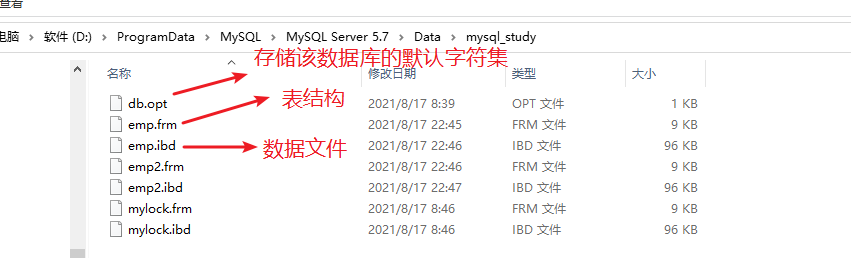 查看
电脑 › 软件 (D:) › ProgramData › MySQL › MySQL Server 5.7 › Data › mysql_study
存储该数据库的默认字符集
名称 修改日期 类型 大小
db.opt 2021/8/17 8:39 OPT 文件 1 KB
表结构
emp.frm 2021/8/17 22:45 FRM 文件 9 KB
emp.ibd 2021/8/17 22:46 IBD 文件 96 KB
数据文件
emp2.frm 2021/8/17 22:46 FRM 文件 9 KB
emp2.ibd 2021/8/17 22:47 IBD 文件 96 KB
mylock.frm 2021/8/17 8:46 FRM 文件 9 KB
mylock.ibd 2021/8/17 8:46 IBD 文件 96 KB